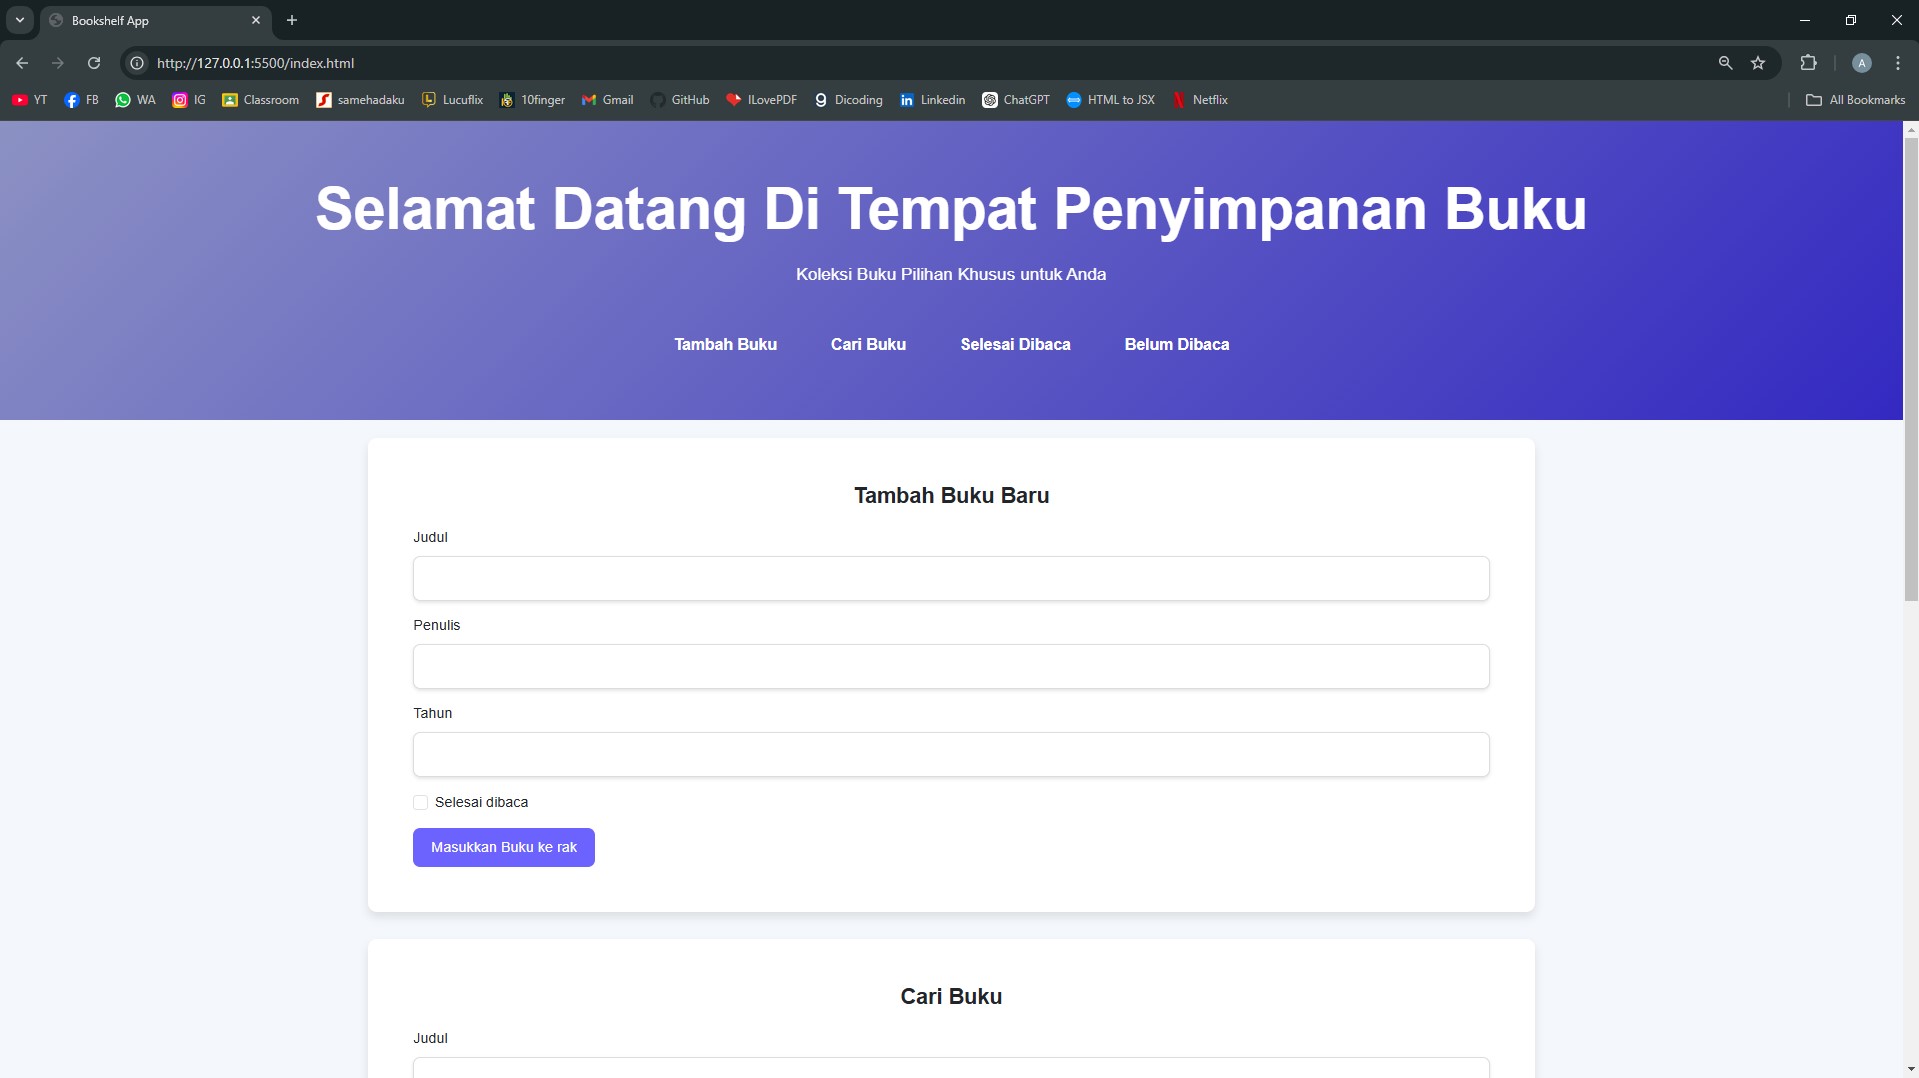 Bookshelf App
http://127.0.0.1:5500/index.html
A
YT FB WA IG Classroom samehadaku Lucuflix 10finger Gmail GitHub ILovePDF Dicoding Linkedin ChatGPT HTML to JSX Netflix All Bookmarks
Selamat Datang Di Tempat Penyimpanan Buku
Koleksi Buku Pilihan Khusus untuk Anda
Tambah Buku Cari Buku Selesai Dibaca Belum Dibaca
Tambah Buku Baru
Judul
Penulis
Tahun
Selesai dibaca
Masukkan Buku ke rak
Cari Buku
Judul